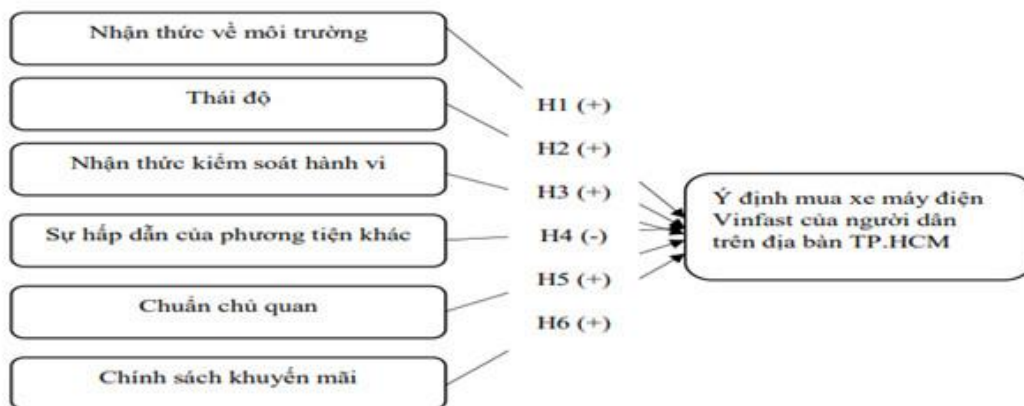 Nhận thức về môi trường
Thái độ
Nhận thức kiểm soát hành vi
Sự hấp dẫn của phương tiện khác
Chuẩn chủ quan
Chính sách khuyến mãi
H1 (+)
H2 (+)
H3 (+)
H4 (-)
H5 (+)
H6 (+)
Ý định mua xe máy điện
Vinfast của người dân
trên địa bàn TP.HCM